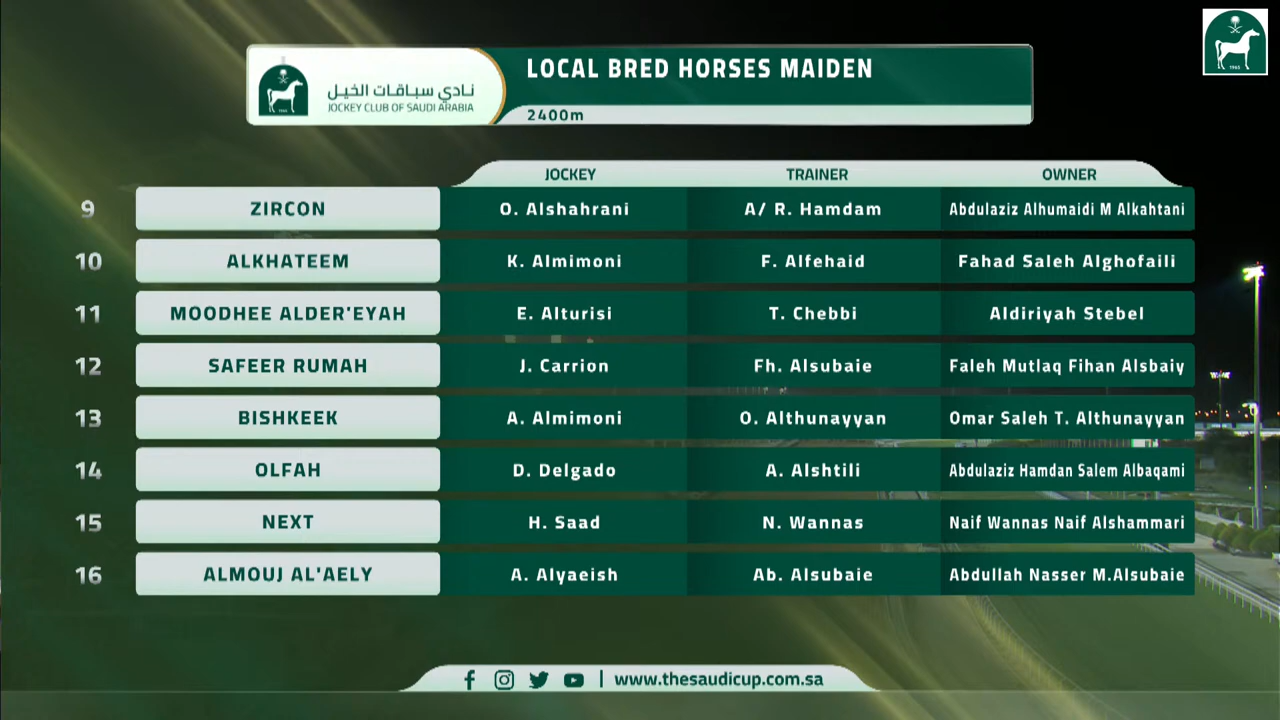 LOCAL BRED HORSES MAIDEN
نادي سباقات الخيل
JOCKEY CLUB OF SAUDI ARABIA
2400m
JOCKEY TRAINER OWNER
9 ZIRCON O. Alshahrani A/ R. Hamdam Abdulaziz Alhumaidi M Alkahtani
10 ALKHATEEM K. Almimoni F. Alfehaid Fahad Saleh Alghofaili
11 MOODHEE ALDER'EYAH E. Alturisi T. Chebbi Aldiriyah Stebel
12 SAFEER RUMAH J. Carrion Fh. Alsubaie Faleh Mutlaq Fihan Alsbaiy
13 BISHKEEK A. Almimoni O. Althunayyan Omar Saleh T. Althunayyan
14 OLFAH D. Delgado A. Alshtili Abdulaziz Hamdan Salem Albaqami
15 NEXT H. Saad N. Wannas Naif Wannas Naif Alshammari
16 ALMOUJ AL'AELY A. Alyaeish Ab. Alsubaie Abdullah Nasser M.Alsubaie
www.thesaudicup.com.sa